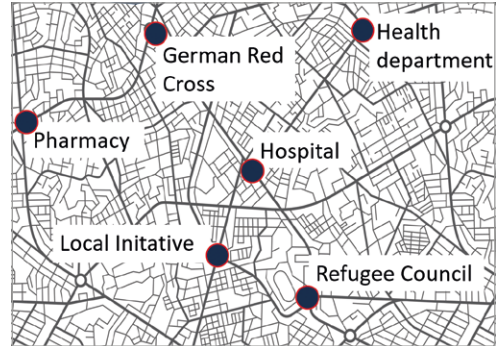 German Red
Cross
Health
department
Pharmacy
Hospital
Local Initative
Refugee Council